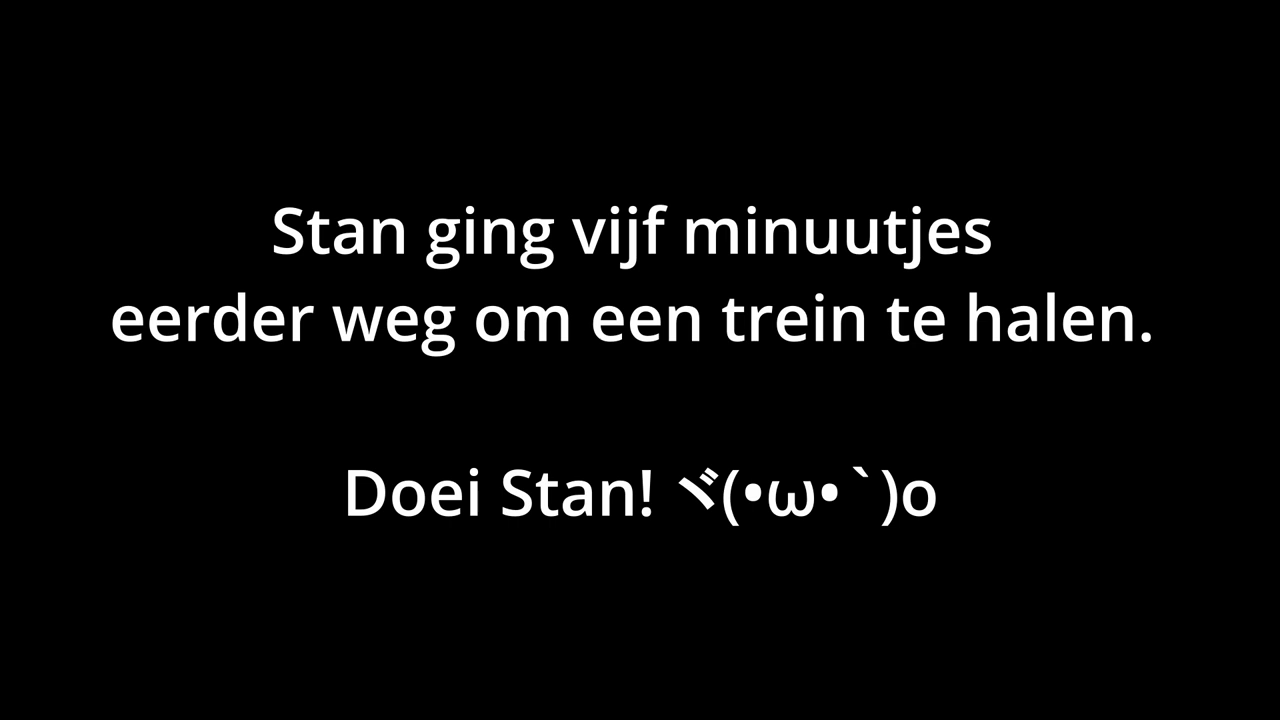 Stan ging vijf minuutjes
eerder weg om een trein te halen.
Doei Stan! ヾ(•ω•`)o